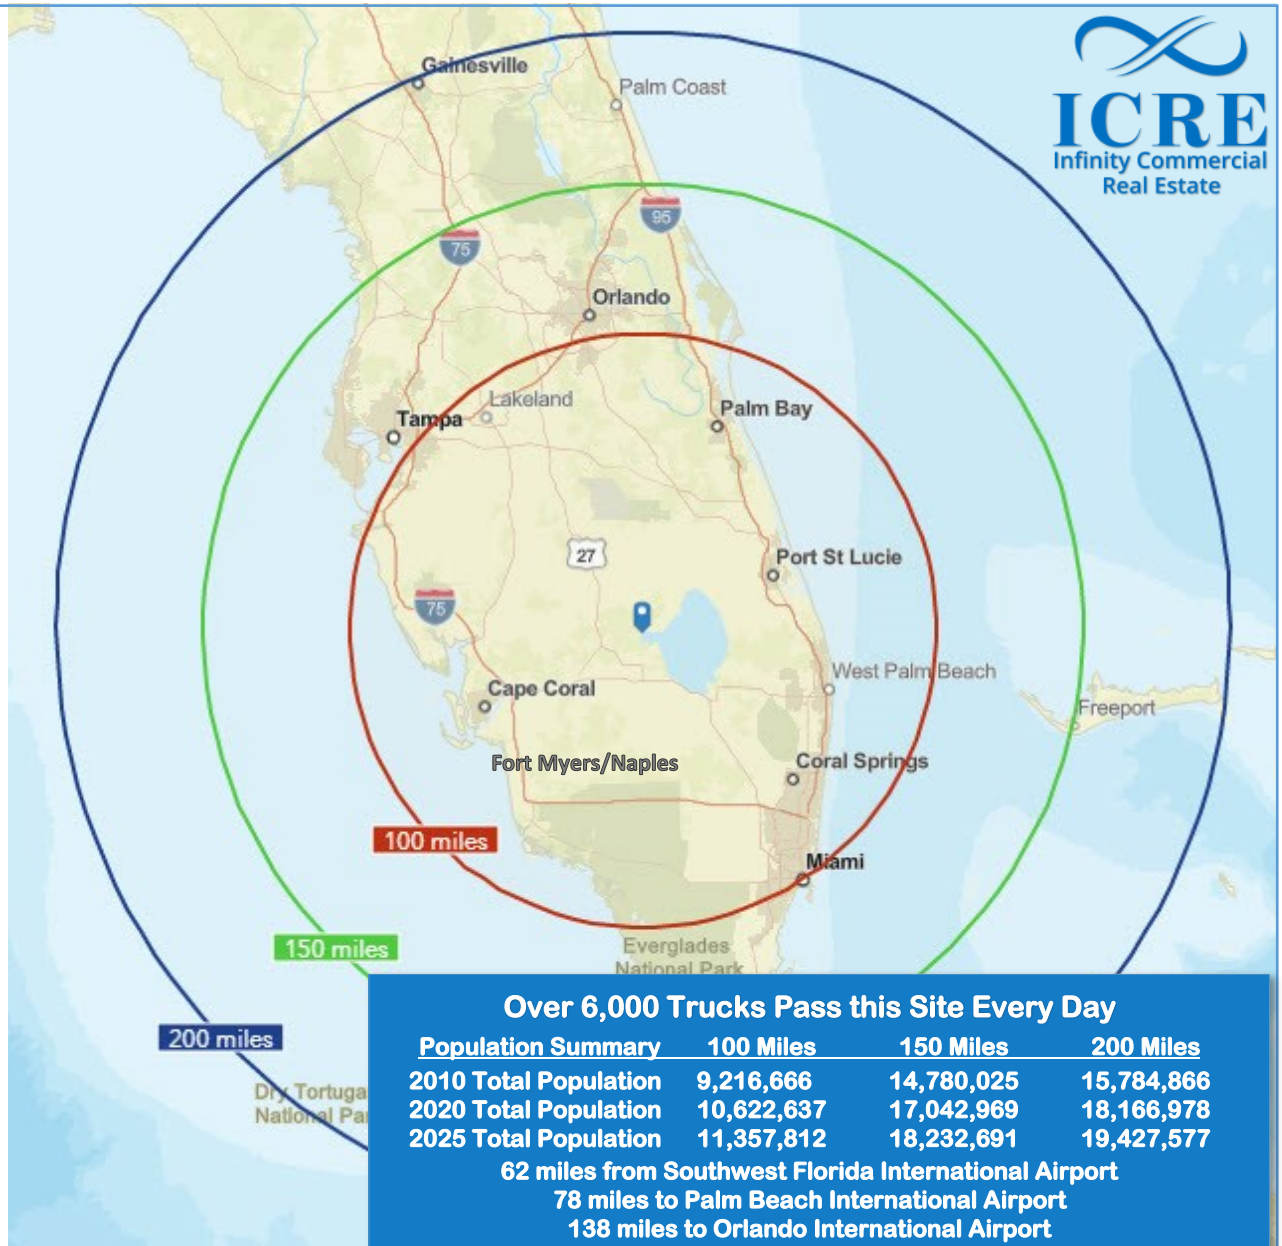 ICRE
Infinity Commercial
Real Estate
Gainesville
Palm Coast
95
75
Orlando
Lakeland
Tampa
Palm Bay
27
Port St Lucie
75
West Palm Beach
Cape Coral
Freeport
Fort Myers/Naples
Coral Springs
100 miles
Miami
150 miles
Everglades
National Park
200 miles
Dry Tortuga
National Pa
Over 6,000 Trucks Pass this Site Every Day
Population Summary 100 Miles 150 Miles 200 Miles
2010 Total Population 9,216,666 14,780,025 15,784,866
2020 Total Population 10,622,637 17,042,969 18,166,978
2025 Total Population 11,357,812 18,232,691 19,427,577
62 miles from Southwest Florida International Airport
78 miles to Palm Beach International Airport
138 miles to Orlando International Airport